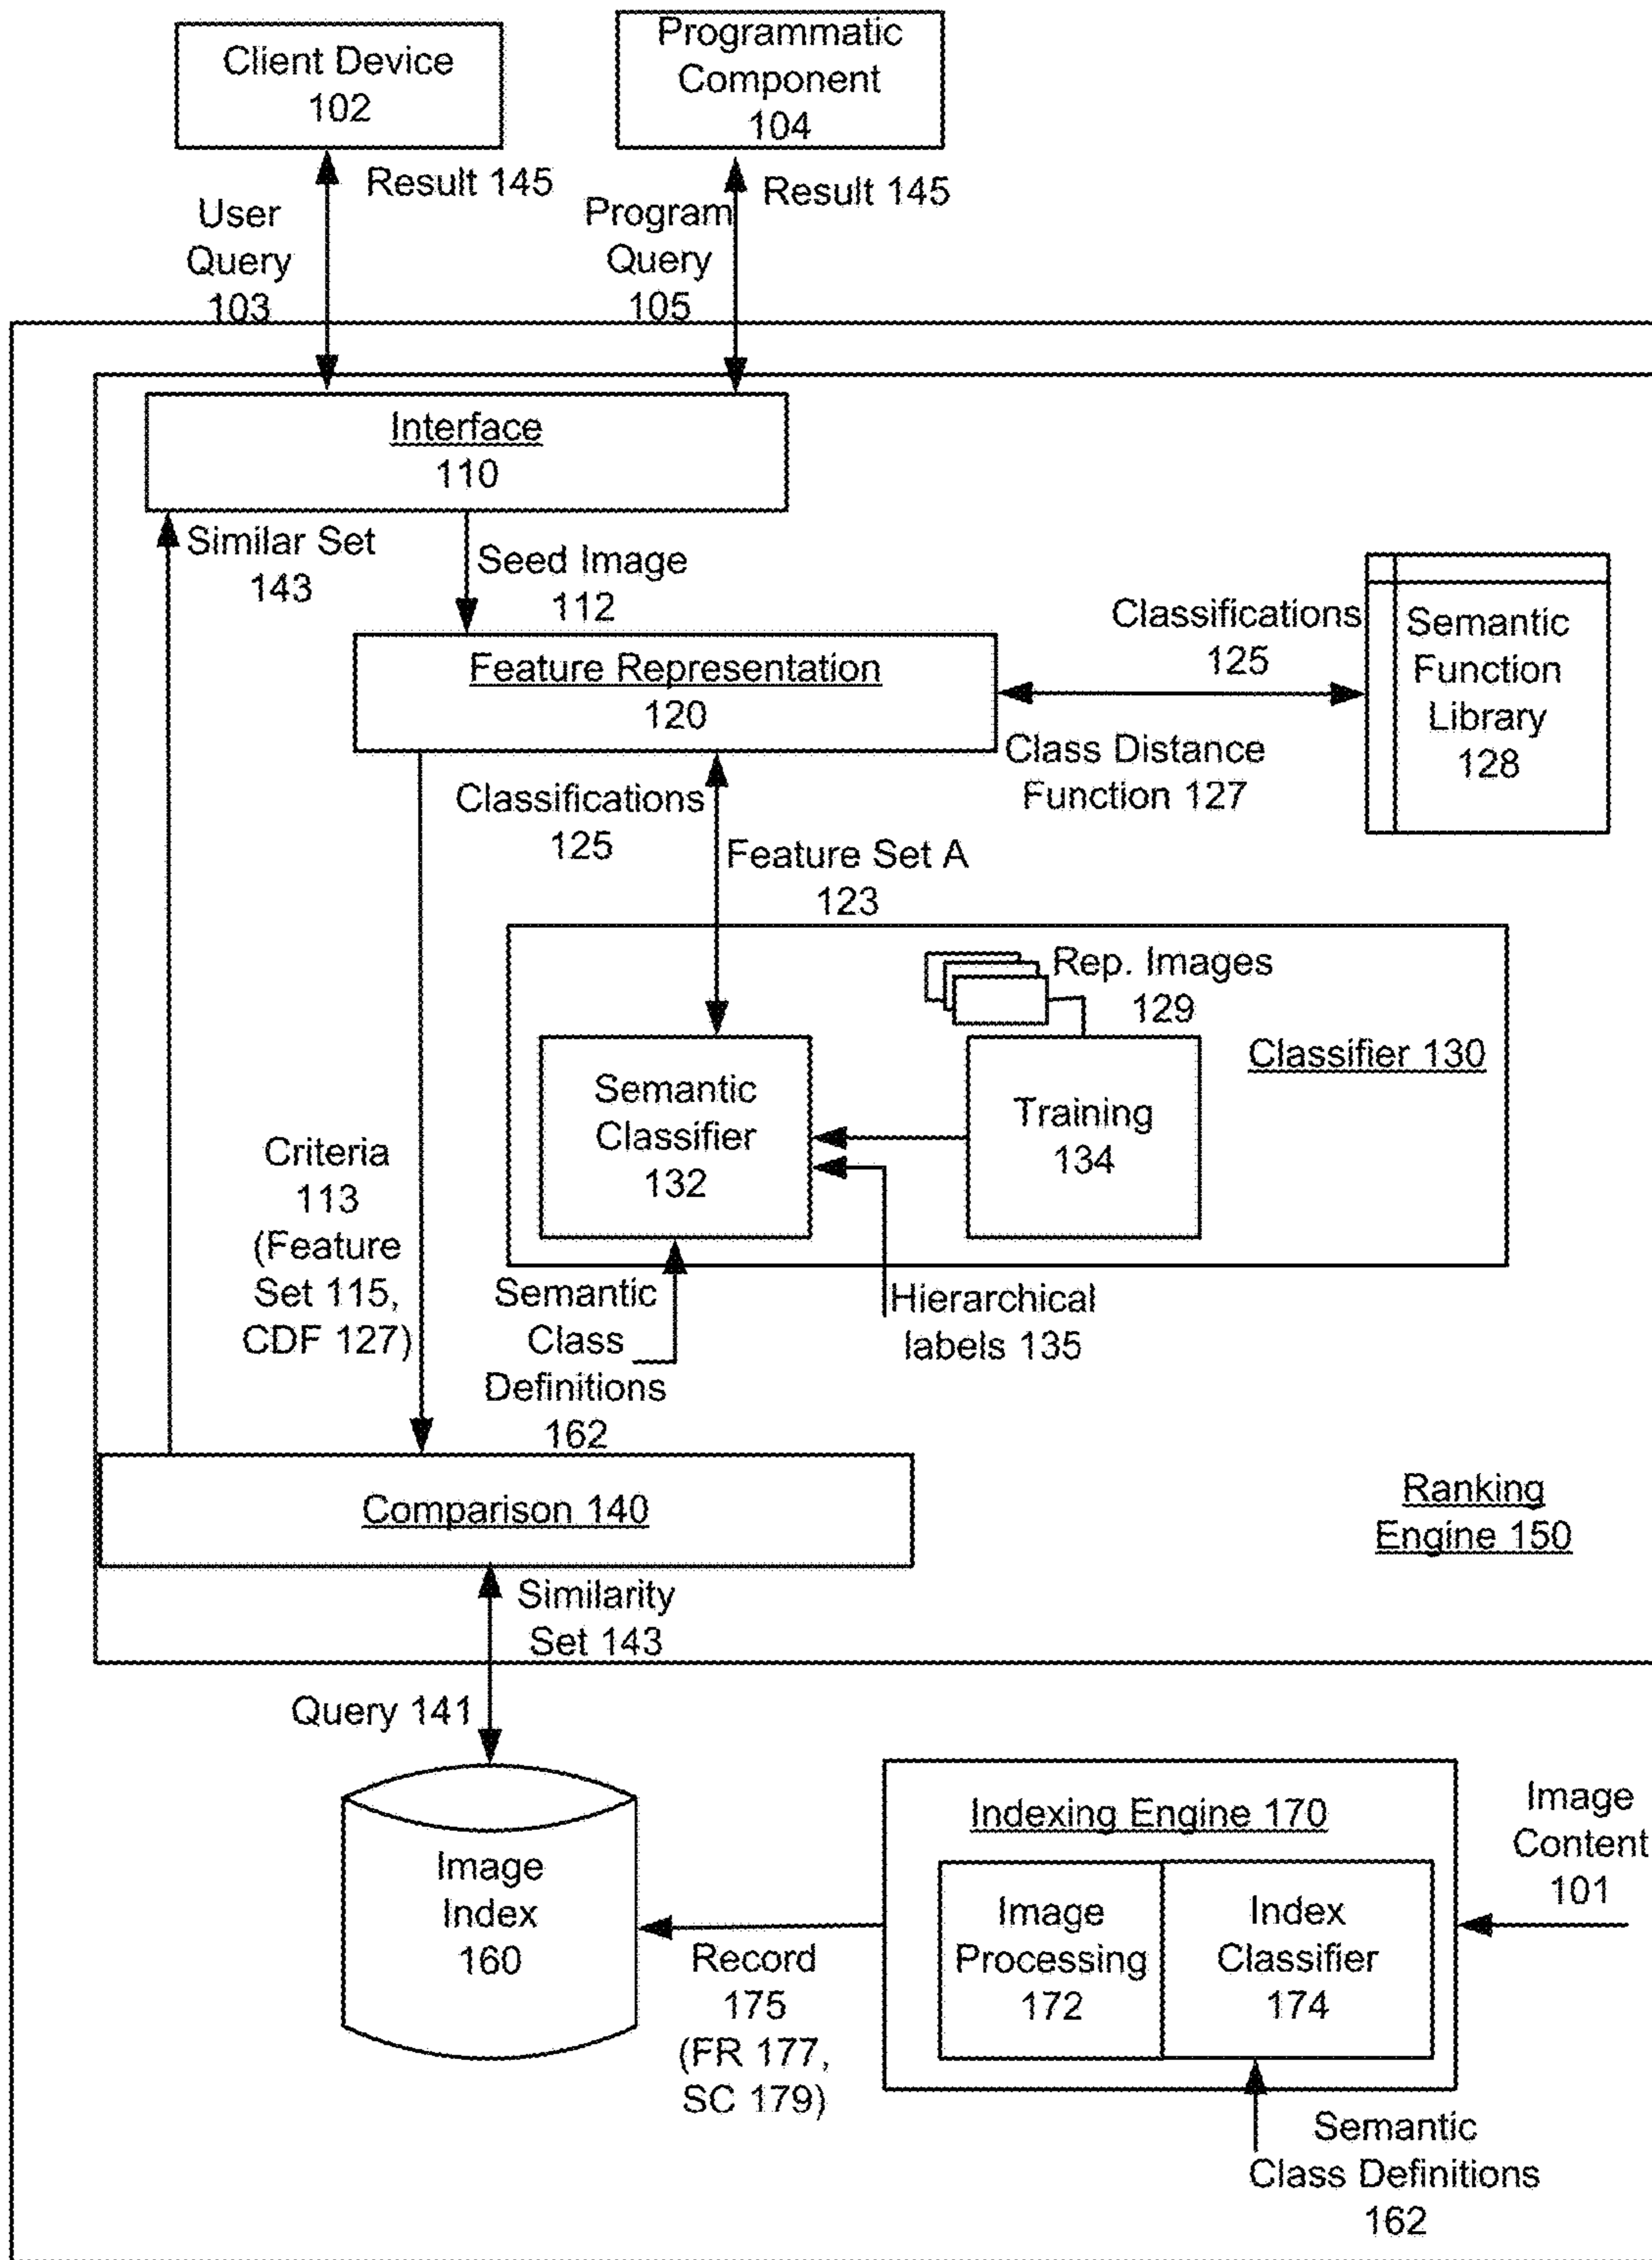 Client Device
102
Programmatic
Component
104
Result 145
User
Query
103
Result 145
Program
Query
105
Interface
110
Similar Set
143
Seed Image
112
Feature Representation
120
Classifications
125
Class Distance
Function 127
Semantic
Function
Library
128
Classifications
125
Feature Set A
123
Rep. Images
129
Classifier 130
Semantic
Classifier
132
Training
134
Criteria
113
(Feature
Set 115,
CDF 127)
Semantic
Class
Definitions
162
Hierarchical
labels 135
Comparison 140
Ranking
Engine 150
Similarity
Set 143
Query 141
Image
Index
160
Record
175
(FR 177,
SC 179)
Indexing Engine 170
Image
Processing
172
Index
Classifier
174
Image
Content
101
Semantic
Class Definitions
162